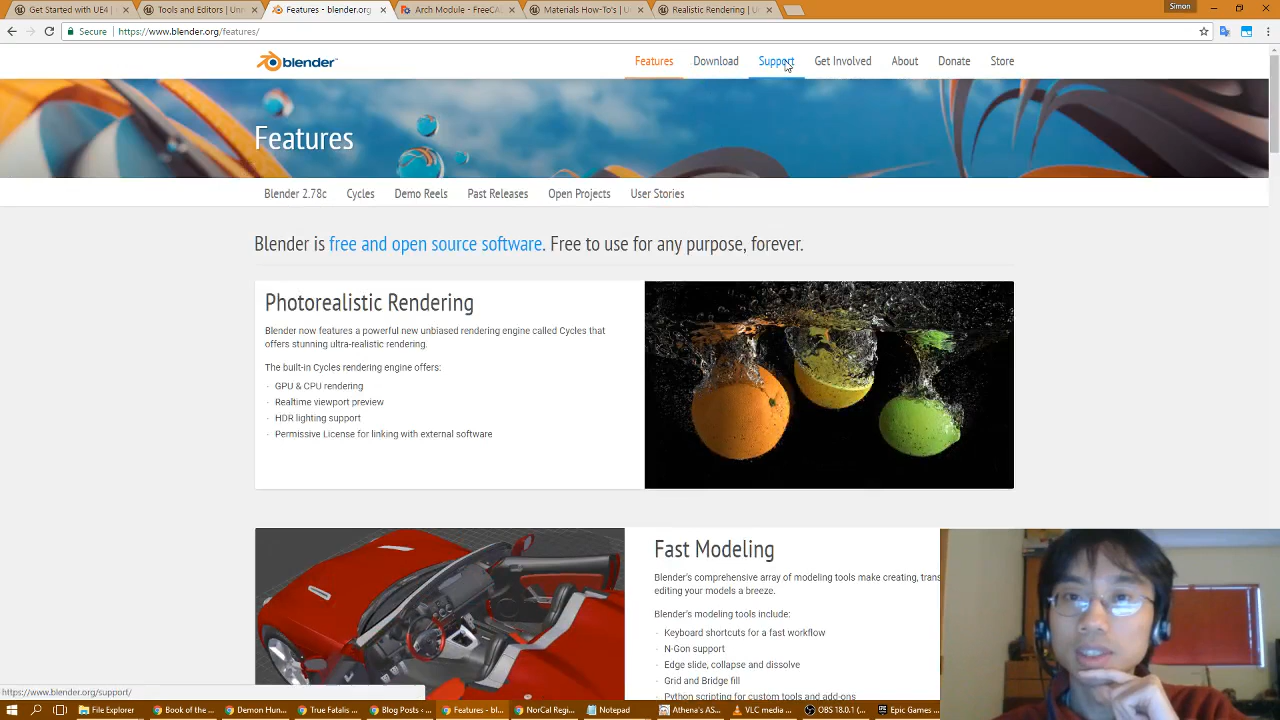 Get Started with UE4 |
Tools and Editors | Unr
Features - blender.org
Arch Module - FreeCA
Materials How-To's | U
Realistic Rendering | U
Simon
Secure
https://www.blender.org/features/
blender
Features
Download
Support
Get Involved
About
Donate
Store
Features
Blender 2.78c
Cycles
Demo Reels
Past Releases
Open Projects
User Stories
Blender is free and open source software. Free to use for any purpose, forever.
Photorealistic Rendering
Blender now features a powerful new unbiased rendering engine called Cycles that
offers stunning ultra-realistic rendering.
The built-in Cycles rendering engine offers:
· GPU & CPU rendering
· Realtime viewport preview
· HDR lighting support
· Permissive License for linking with external software
Fast Modeling
Blender's comprehensive array of modeling tools make creating, trans
editing your models a breeze.
Blender's modeling tools include:
· Keyboard shortcuts for a fast workflow
· N-Gon support
· Edge slide, collapse and dissolve
· Grid and Bridge fill
· Python scripting for custom tools and add-ons
https://www.blender.org/support/
File Explorer
Book of the ...
Demon Hun...
True Fatalis ...
Blog Posts -...
Features - bl...
NorCal Regi...
Notepad
Athena's AS...
VLC media ...
OBS 18.0.1 (...
Epic Games ...